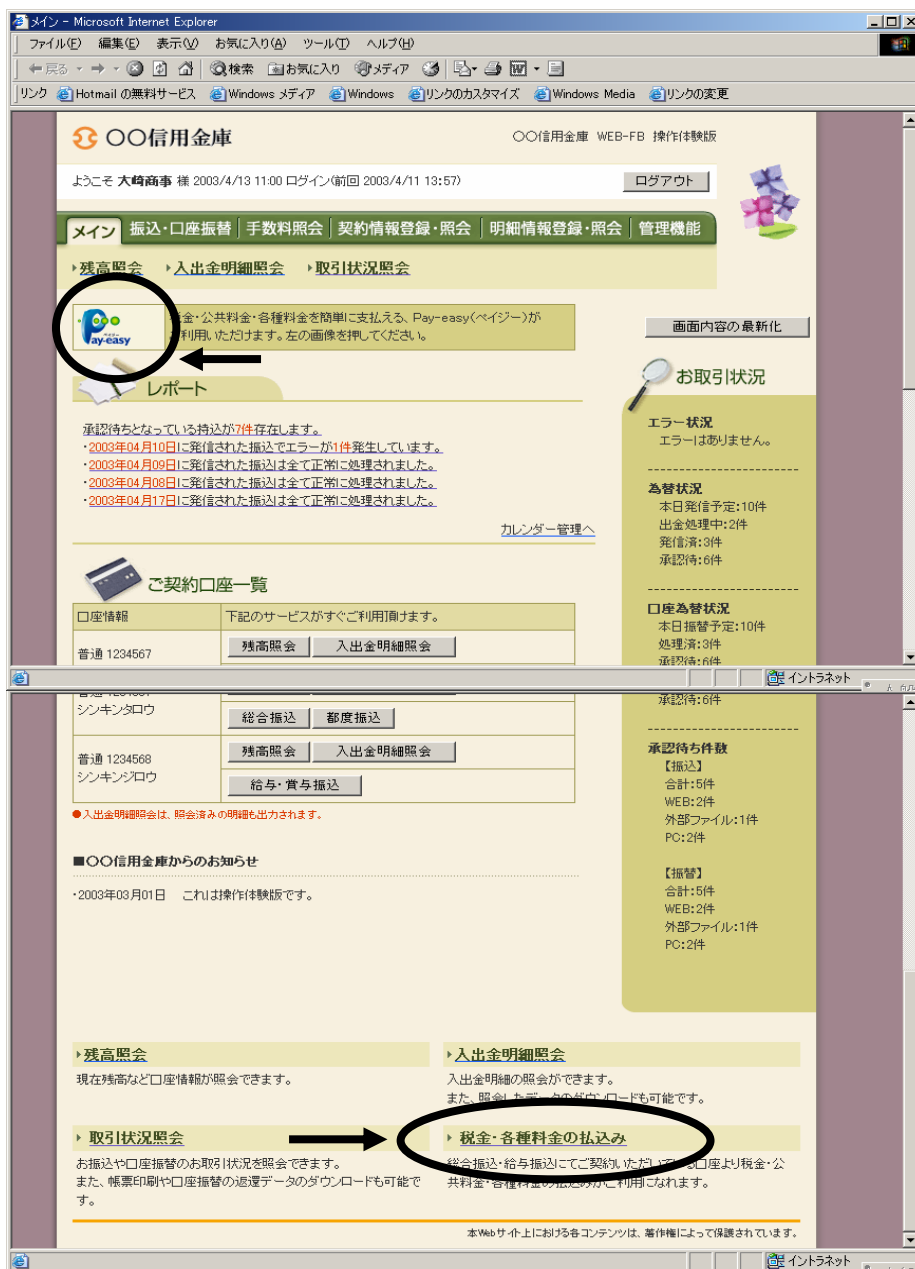 メイン - Microsoft Internet Explorer
ファイル(F) 編集(E) 表示(V) お気に入り(A) ツール(T) ヘルプ(H)
戻る 検索 お気に入り メディア
リンク Hotmail の無料サービス Windows メディア Windows リンクのカスタマイズ Windows Media リンクの変更
〇〇信用金庫 〇〇信用金庫 WEB-FB 操作体験版
ようこそ 大崎商事 様 2003/4/13 11:00 ログイン(前回 2003/4/11 13:57) ログアウト
メイン 振込・口座振替 手数料照会 契約情報登録・照会 明細情報登録・照会 管理機能
残高照会 入出金明細照会 取引状況照会
Pay-easy 金・公共料金・各種料金を簡単に支払える、Pay-easy(ペイジー)が
利用いただけます。左の画像を押してください。
画面内容の最新化
レポート
承認待ちとなっている持込が7件存在します。
・2003年04月10日に発信された振込でエラーが1件発生しています。
・2003年04月09日に発信された振込は全て正常に処理されました。
・2003年04月08日に発信された振込は全て正常に処理されました。
・2003年04月17日に発信された振込は全て正常に処理されました。
カレンダー管理へ
お取引状況
エラー状況
エラーはありません。
為替状況
本日発信予定:10件
出金処理中:2件
発信済:3件
承認待:6件
口座為替状況
本日振替予定:10件
処理済:3件
承認待:6件
ご契約口座一覧
口座情報 下記のサービスがすぐご利用頂けます。
普通 1234567 残高照会 入出金明細照会
イントラネット
シンキンタロウ 総合振込 都度振込
普通 1234568 残高照会 入出金明細照会
シンキンジロウ 給与・賞与振込
●入出金明細照会は、照会済みの明細も出力されます。
■〇〇信用金庫からのお知らせ
・2003年03月01日 これは操作体験版です。
承認待:6件
承認待ち件数
【振込】
合計:5件
WEB:2件
外部ファイル:1件
PC:2件
【振替】
合計:5件
WEB:2件
外部ファイル:1件
PC:2件
残高照会
現在残高など口座情報が照会できます。
入出金明細照会
入出金明細の照会ができます。
また、照会したデータのダウンロードも可能です。
取引状況照会
お振込や口座振替のお取引状況を照会できます。
また、帳票印刷や口座振替の返還データのダウンロードも可能で
す。
税金・各種料金の払込み
総合振込・給与振込にてご契約いただいている口座より税金・公
共料金・各種料金の払込みがご利用になれます。
本Webサイト上における各コンテンツは、著作権によって保護されています。
イントラネット